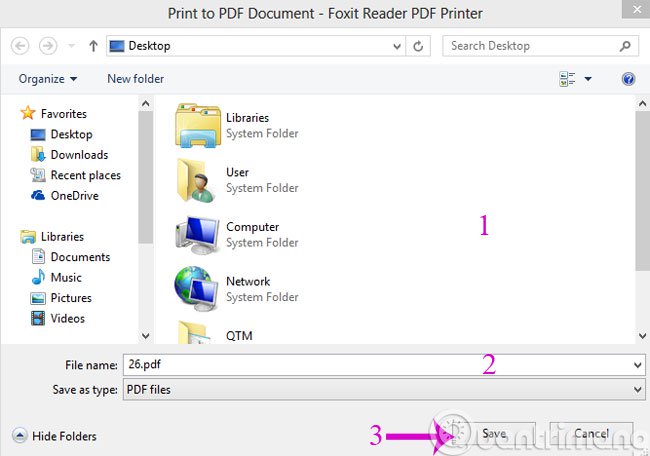 Print to PDF Document - Foxit Reader PDF Printer
Desktop
Search Desktop
Organize
New folder
Favorites
Desktop
Downloads
Recent places
OneDrive
Libraries
Documents
Music
Pictures
Videos
Libraries
System Folder
User
System Folder
Computer
System Folder
Network
System Folder
QTM
1
File name: 26.pdf
2
Save as type: PDF files
Hide Folders
3
Save
Cancel
quantrimang